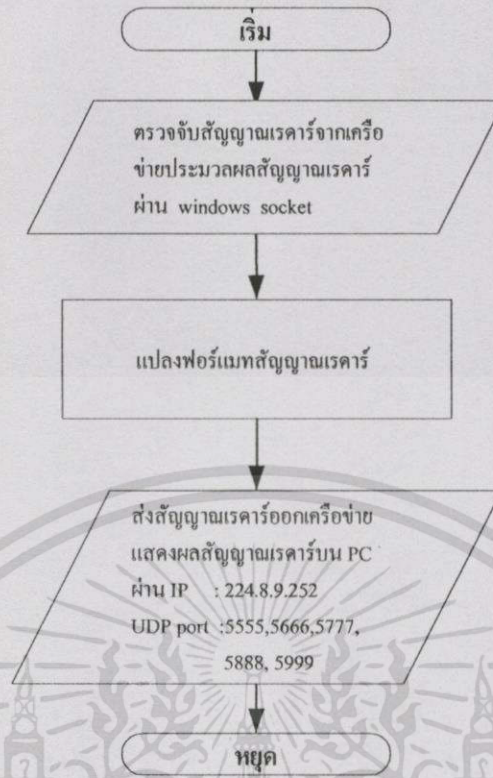 เริ่ม
ตรวจจับสัญญาณเรดาร์จากเครือ
ข่ายประมวลผลสัญญาณเรดาร์
ผ่าน windows socket
แปลงฟอร์แมทสัญญาณเรดาร์
ส่งสัญญาณเรดาร์ออกเครือข่าย
แสดงผลสัญญาณเรดาร์บน PC
ผ่าน IP : 224.8.9.252
UDP port :5555,5666,5777,
5888, 5999
หยุด